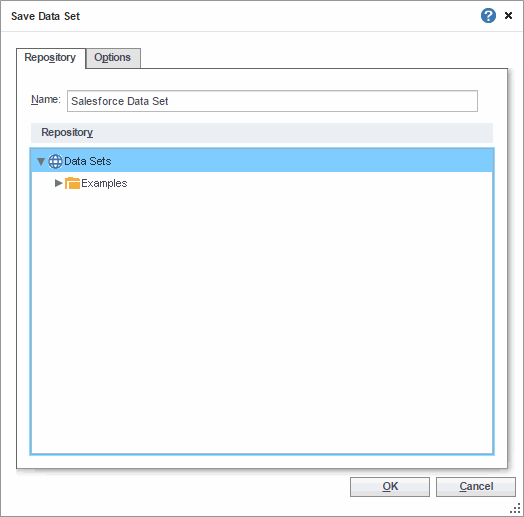 Save Data Set
?
Repository Options
Name: Salesforce Data Set
Repository
Data Sets
Examples
OK Cancel